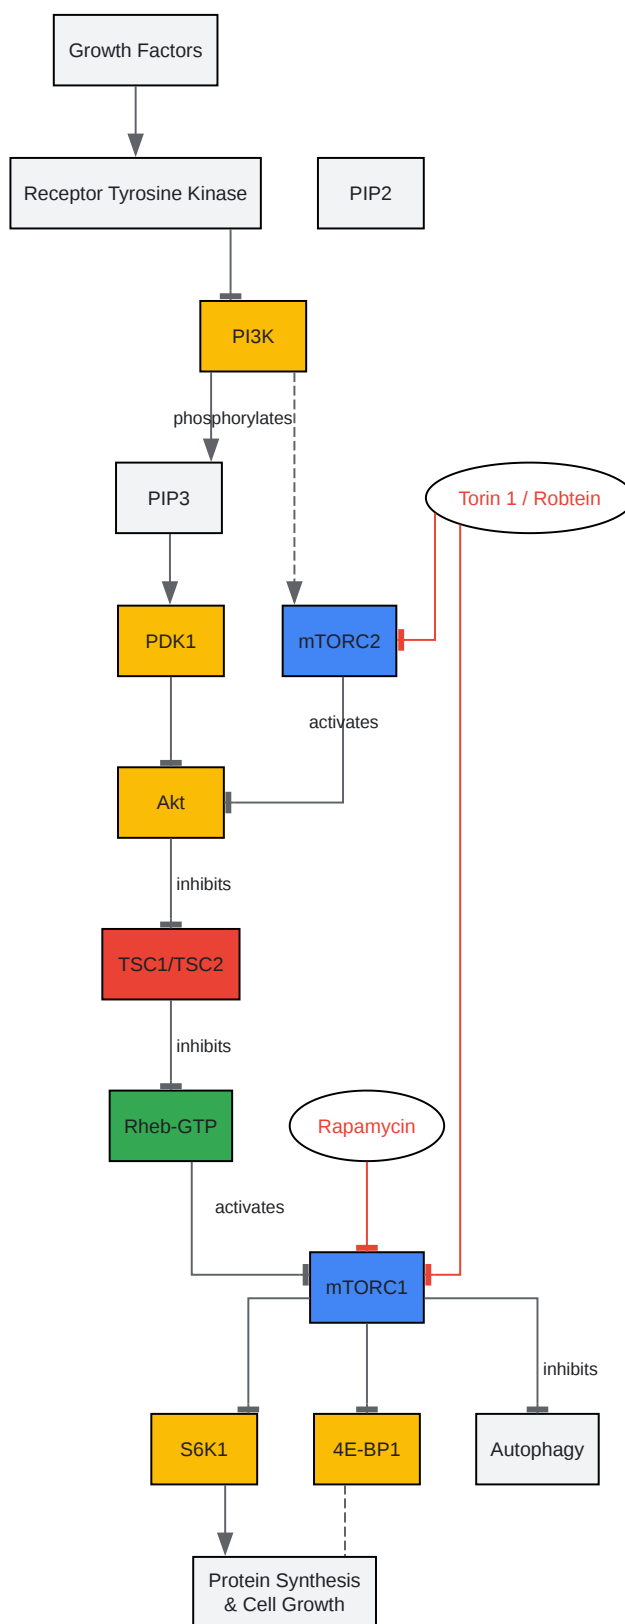 Growth Factors
Receptor Tyrosine Kinase
PIP2
PI3K
phosphorylates
PIP3
Torin 1 / Robtein
PDK1
mTORC2
activates
Akt
inhibits
TSC1/TSC2
inhibits
Rheb-GTP
Rapamycin
activates
mTORC1
inhibits
S6K1
4E-BP1
Autophagy
Protein Synthesis
& Cell Growth